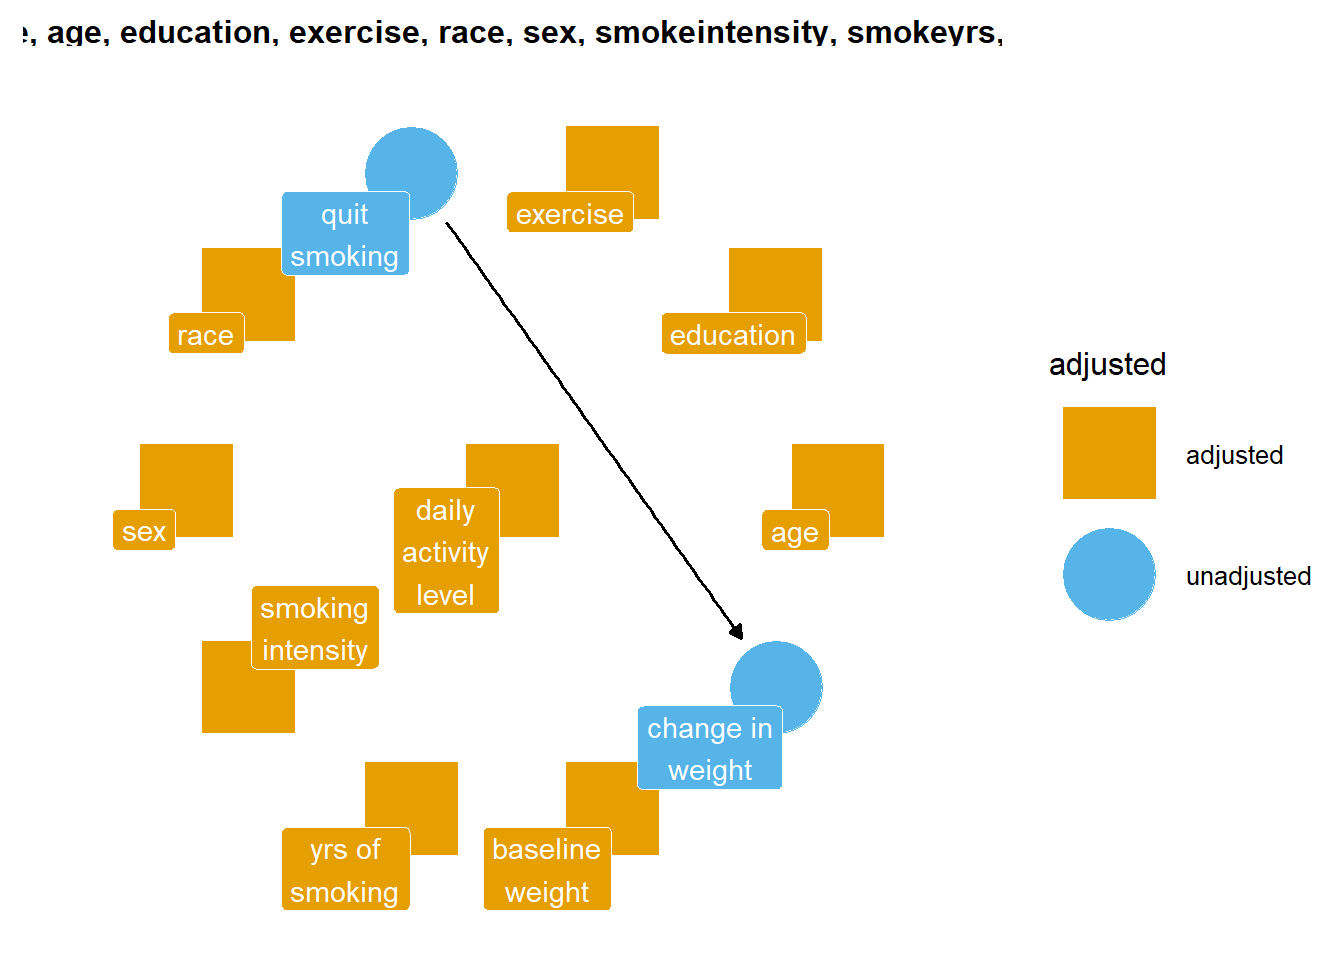 , age, education, exercise, race, sex, smokeintensity, smokeyrs,
quit
smoking
exercise
race
education
adjusted
adjusted
daily
activity
level
sex
age
unadjusted
smoking
intensity
change in
weight
yrs of
smoking
baseline
weight